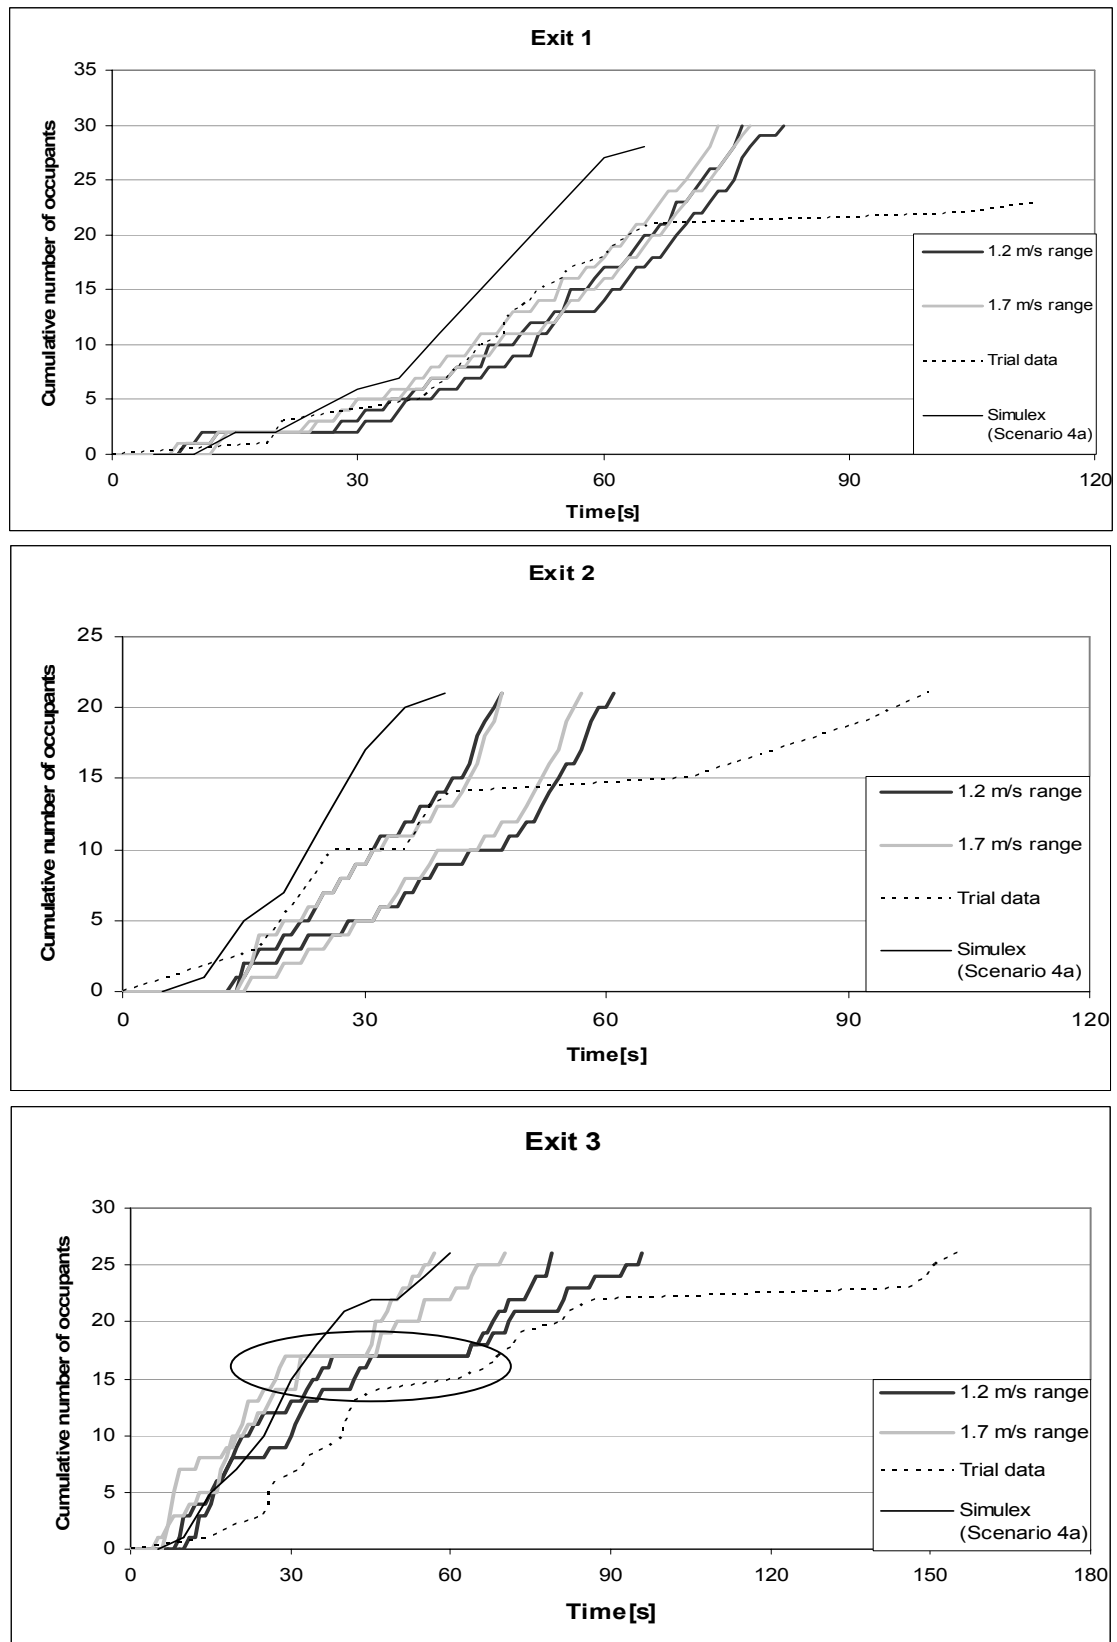 Exit 1
Cumulative number of occupants
35
30
25
20
15
10
5
0
0
30
60
90
120
Time[s]
1.2 m/s range
1.7 m/s range
Trial data
Simulex
(Scenario 4a)
Exit 2
Cumulative number of occupants
25
20
15
10
5
0
0
30
60
90
120
Time[s]
1.2 m/s range
1.7 m/s range
Trial data
Simulex
(Scenario 4a)
Exit 3
Cumulative number of occupants
30
25
20
15
10
5
0
0
30
60
90
120
150
180
Time[s]
1.2 m/s range
1.7 m/s range
Trial data
Simulex
(Scenario 4a)